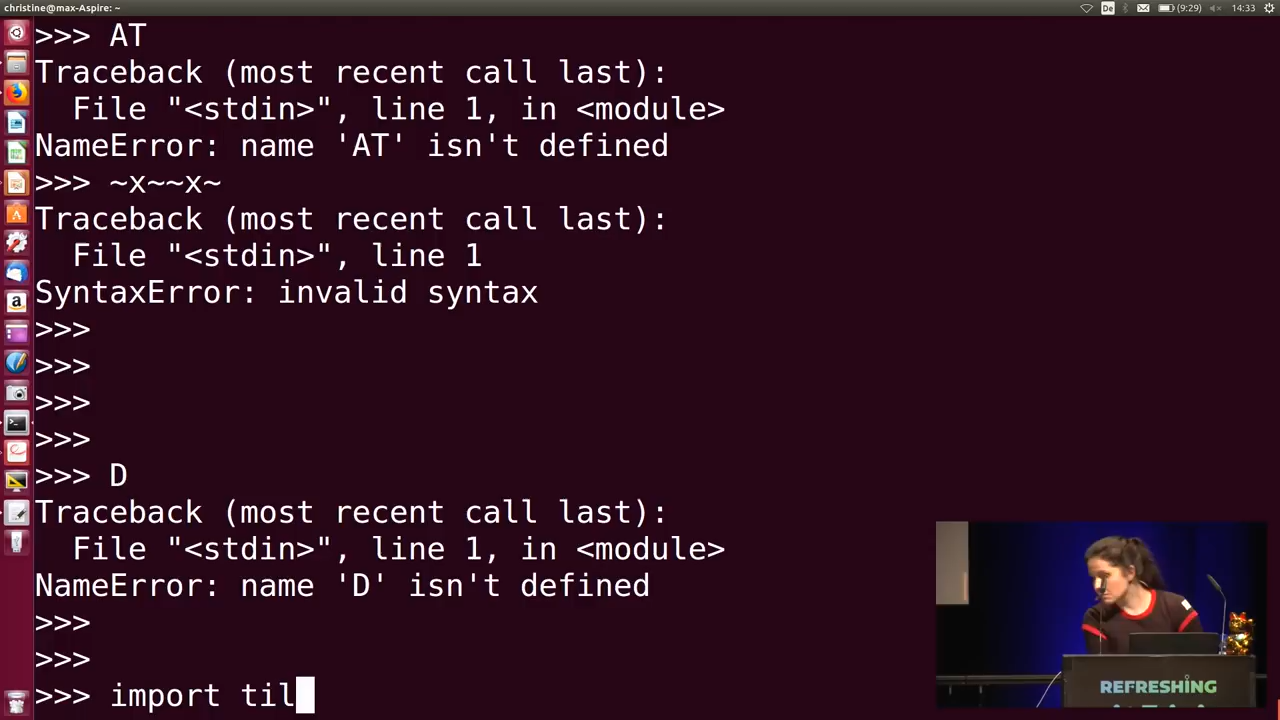 christine@max-Aspire: ~
De
(9:29)
14:33
>>> AT
Traceback (most recent call last):
  File "<stdin>", line 1, in <module>
NameError: name 'AT' isn't defined
>>> ~x~~x~
Traceback (most recent call last):
  File "<stdin>", line 1
SyntaxError: invalid syntax
>>>
>>>
>>>
>>>
>>> D
Traceback (most recent call last):
  File "<stdin>", line 1, in <module>
NameError: name 'D' isn't defined
>>>
>>>
>>> import til
REFRESHING